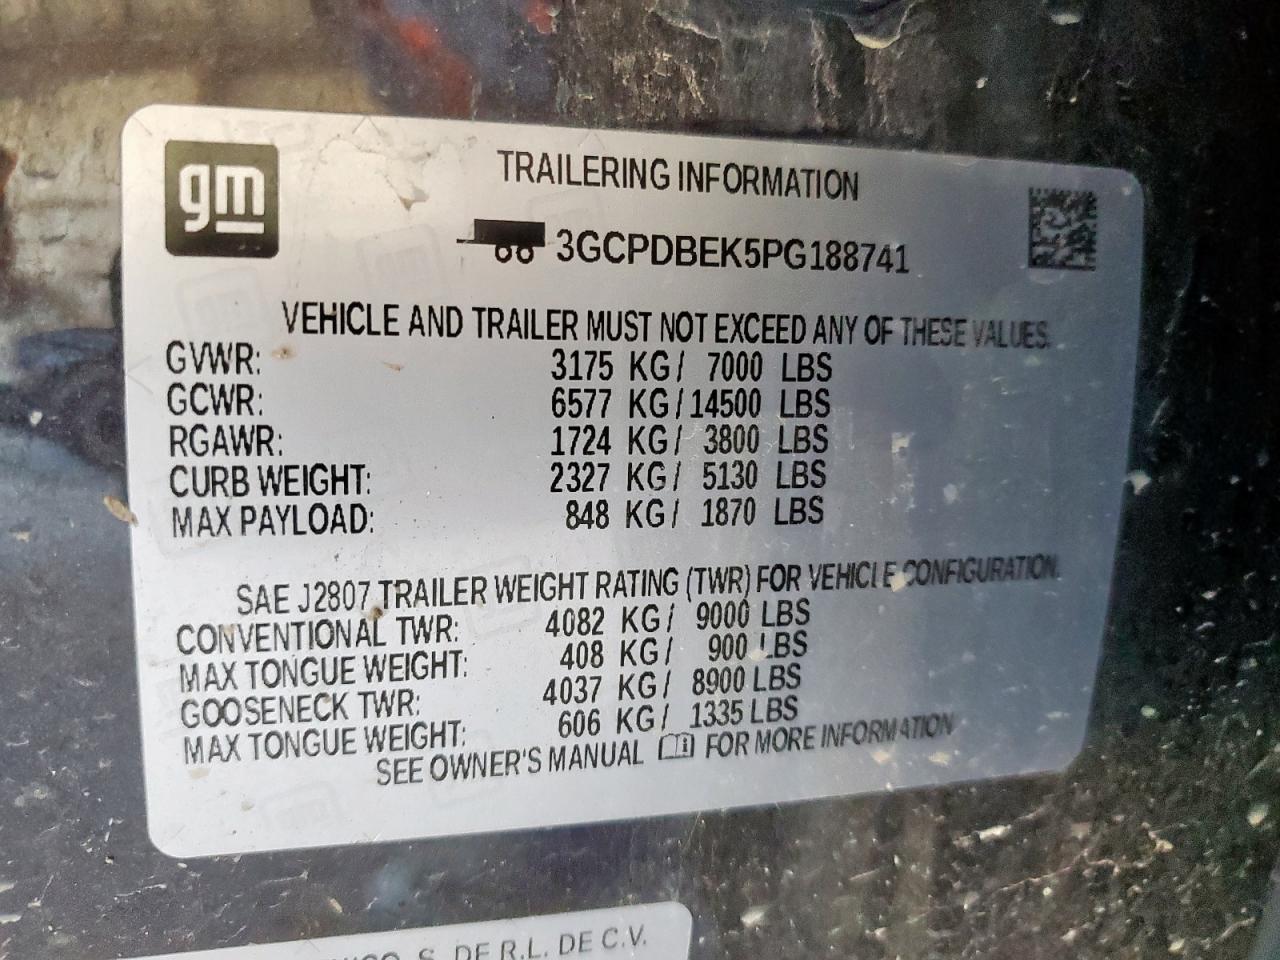 gm
TRAILERING INFORMATION
3GCPDBEK5PG188741
VEHICLE AND TRAILER MUST NOT EXCEED ANY OF THESE VALUES.
GVWR: 3175 KG/ 7000 LBS
GCWR: 6577 KG/ 14500 LBS
RGAWR: 1724 KG/ 3800 LBS
CURB WEIGHT: 2327 KG/ 5130 LBS
MAX PAYLOAD: 848 KG/ 1870 LBS
SAE J2807 TRAILER WEIGHT RATING (TWR) FOR VEHICLE CONFIGURATION.
CONVENTIONAL TWR: 4082 KG/ 9000 LBS
MAX TONGUE WEIGHT: 408 KG/ 900 LBS
GOOSENECK TWR: 4037 KG/ 8900 LBS
MAX TONGUE WEIGHT: 606 KG/ 1335 LBS
SEE OWNER'S MANUAL FOR MORE INFORMATION
S. DE R.L. DE C.V.